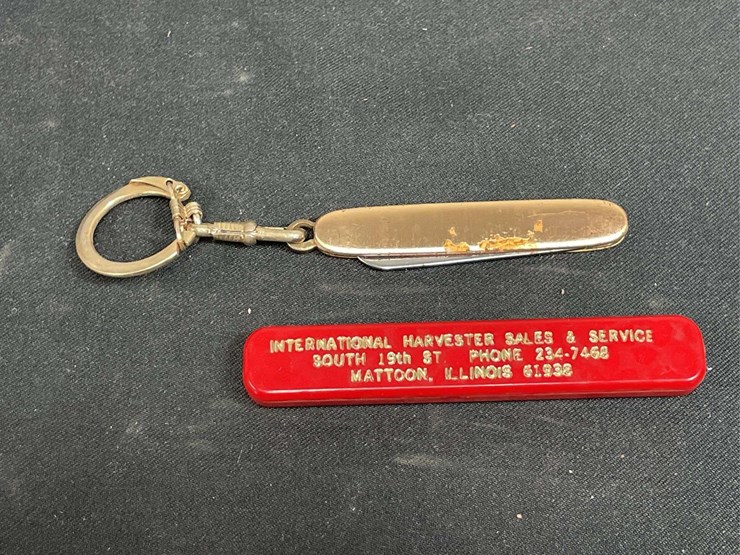 INTERNATIONAL HARVESTER SALES & SERVICE
SOUTH 19th ST. PHONE 234-7468
MATTOON, ILLINOIS 61938